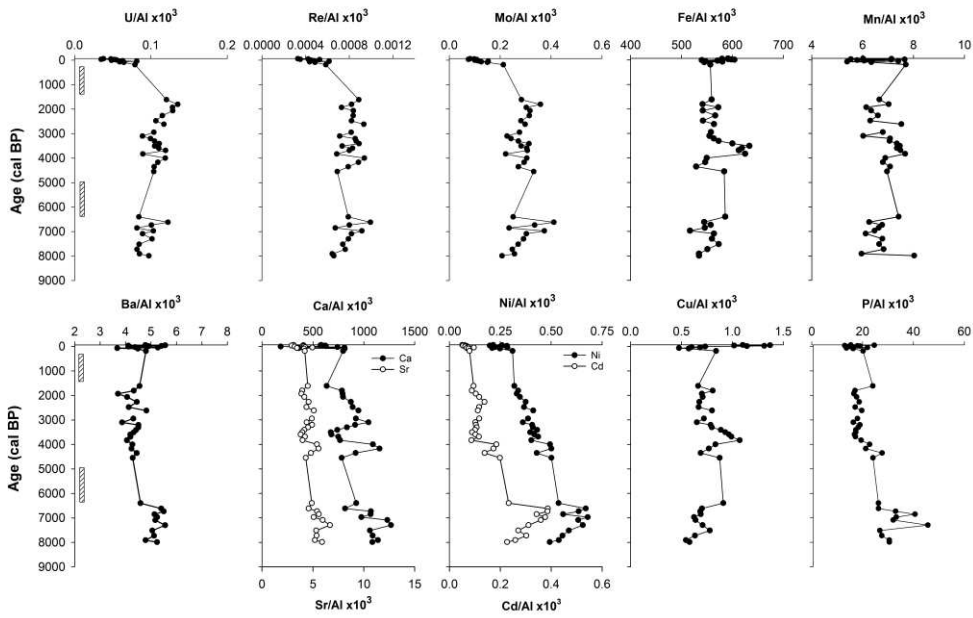 U/Al x10³ Re/Al x10³ Mo/Al x10³ Fe/Al x10³ Mn/Al x10³
0.0 0.1 0.2 0.0000 0.0004 0.0008 0.0012 0.0 0.2 0.4 0.6 400 500 600 700 4 6 8 10
0
1000
2000
3000
4000
5000
6000
7000
8000
9000
Age (cal BP)
Ba/Al x10³ Ca/Al x10³ Ni/Al x10³ Cu/Al x10³ P/Al x10³
2 3 4 5 6 7 8 0 500 1000 1500 0.00 0.25 0.50 0.75 0.0 0.5 1.0 1.5 0 20 40 60
0
1000
2000
3000
4000
5000
6000
7000
8000
9000
Age (cal BP)
Ca
Sr
Ni
Cd
0 5 10 15 0.0 0.2 0.4 0.6
Sr/Al x10³ Cd/Al x10³